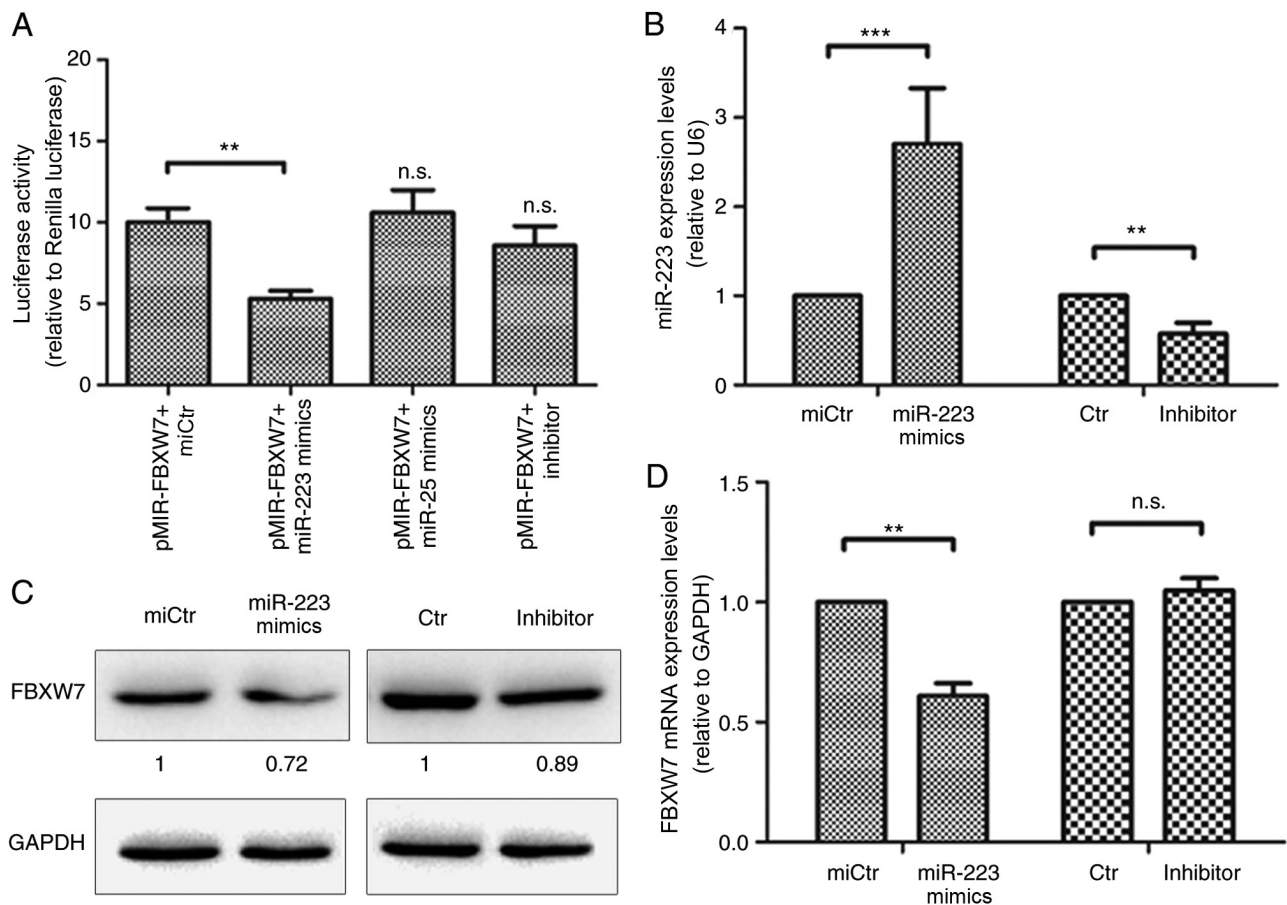 A
Luciferase activity
(relative to Renilla luciferase)
20
15
10
5
0
**
n.s.
n.s.
pMIR-FBXW7+
miCtr
pMIR-FBXW7+
miR-223 mimics
pMIR-FBXW7+
miR-25 mimics
pMIR-FBXW7+
inhibitor
B
miR-223 expression levels
(relative to U6)
4
3
2
1
0
***
**
miCtr
miR-223
mimics
Ctr
Inhibitor
C
miCtr
miR-223
mimics
Ctr
Inhibitor
FBXW7
1
0.72
1
0.89
GAPDH
D
FBXW7 mRNA expression levels
(relative to GAPDH)
1.5
1.0
0.5
0.0
**
n.s.
miCtr
miR-223
mimics
Ctr
Inhibitor